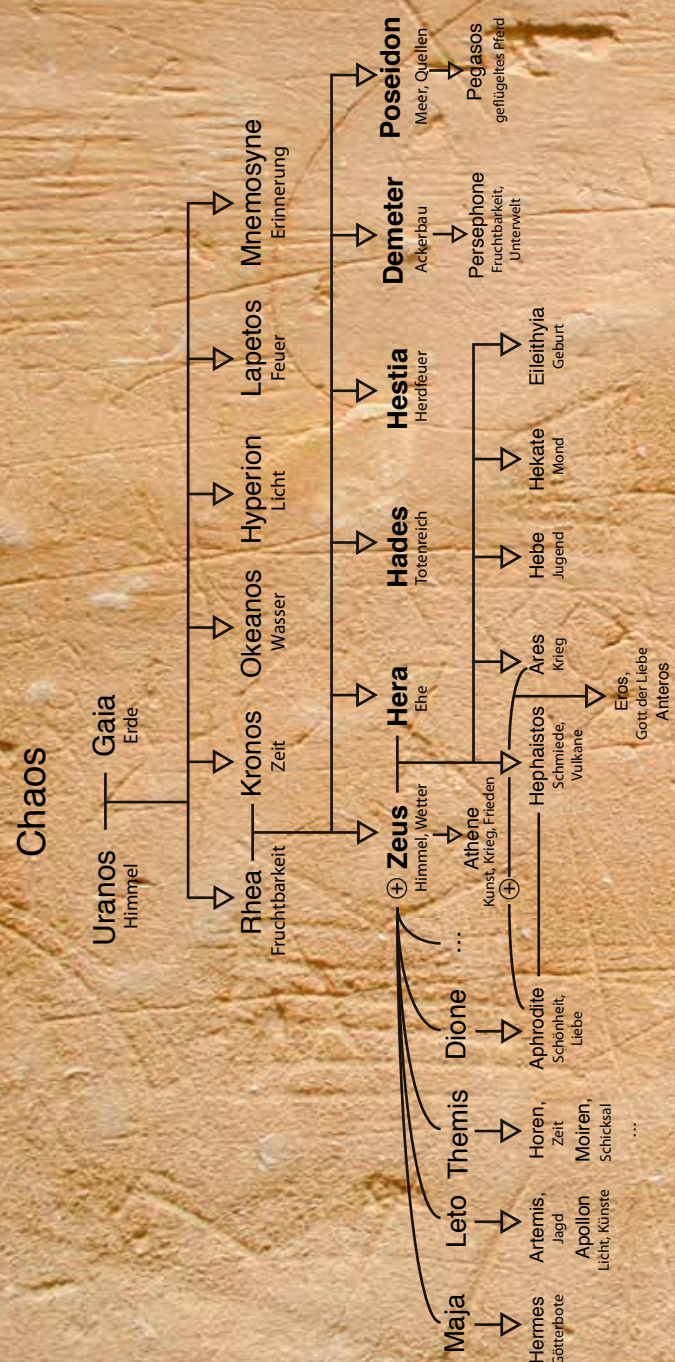 Chaos
Uranos
Himmel
Gaia
Erde
Rhea
Fruchtbarkeit
Kronos
Zeit
Okeanos
Wasser
Hyperion
Licht
Lapetos
Feuer
Mnemosyne
Erinnerung
Zeus
Himmel, Wetter
Hera
Ehe
Hades
Totenreich
Hestia
Herdfeuer
Demeter
Ackerbau
Poseidon
Meer, Quellen
Maja
Leto
Themis
Dione
...
Athene
Kunst, Krieg, Frieden
Persephone
Fruchtbarkeit,
Unterwelt
Pegasos
geflügeltes Pferd
Hermes
Götterbote
Artemis,
Jagd
Apollon
Licht, Künste
Horen,
Zeit
Moiren,
Schicksal
...
Aphrodite
Schönheit,
Liebe
Hephaistos
Schmiede,
Vulkane
Ares
Krieg
Hebe
Jugend
Hekate
Mond
Eileithyia
Geburt
Eros,
Gott der Liebe
Anteros